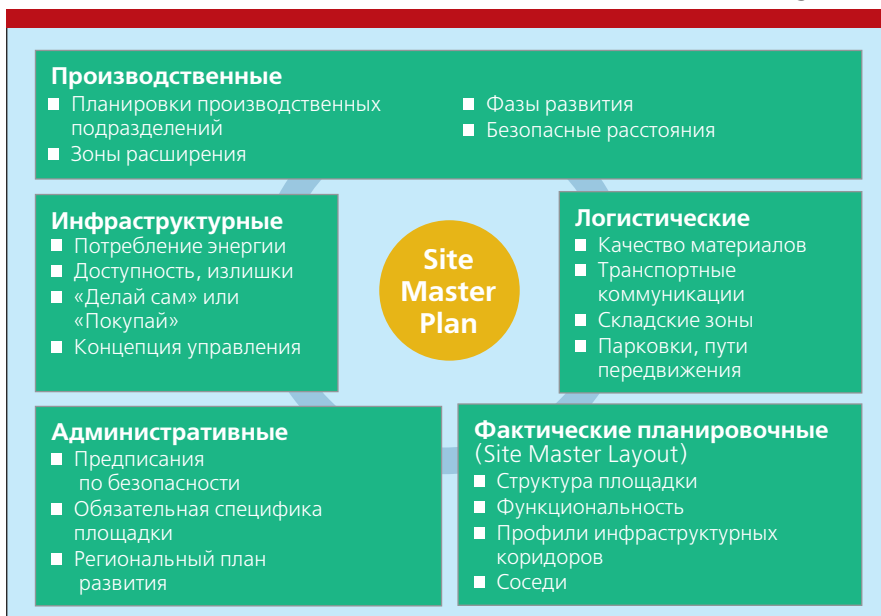 Производственные
■ Планировки производственных
подразделений
■ Зоны расширения
■ Фазы развития
■ Безопасные расстояния
Инфраструктурные
■ Потребление энергии
■ Доступность, излишки
■ «Делай сам» или
«Покупай»
■ Концепция управления
Site
Master
Plan
Логистические
■ Качество материалов
■ Транспортные
коммуникации
■ Складские зоны
■ Парковки, пути
передвижения
Административные
■ Предписания
по безопасности
■ Обязательная специфика
площадки
■ Региональный план
развития
Фактические планировочные
(Site Master Layout)
■ Структура площадки
■ Функциональность
■ Профили инфраструктурных
коридоров
■ Соседи